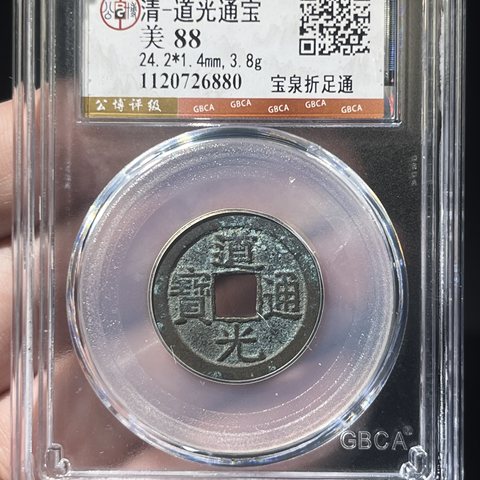 清-道光通宝
美 88
24.2*1.4mm,3.8g
1120726880 宝泉折足通
公博评级 GBCA GBCA GBCA GBCA GBCA
道
寶 通
光
GBCA